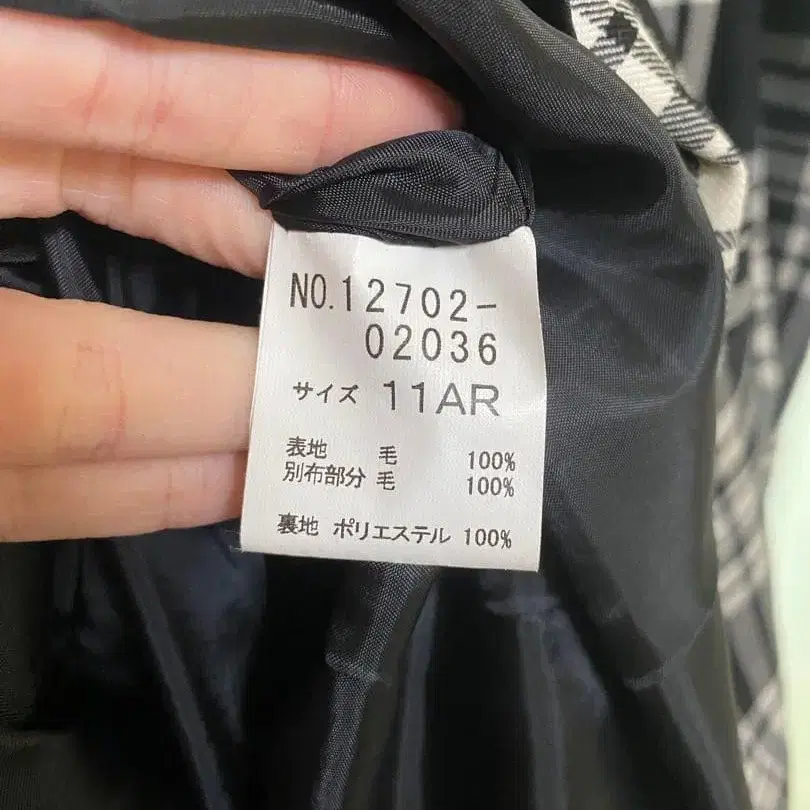 NO.12702-
02036
サイズ 11AR
表地 毛 100%
別布部分 毛 100%
裏地 ポリエステル 100%